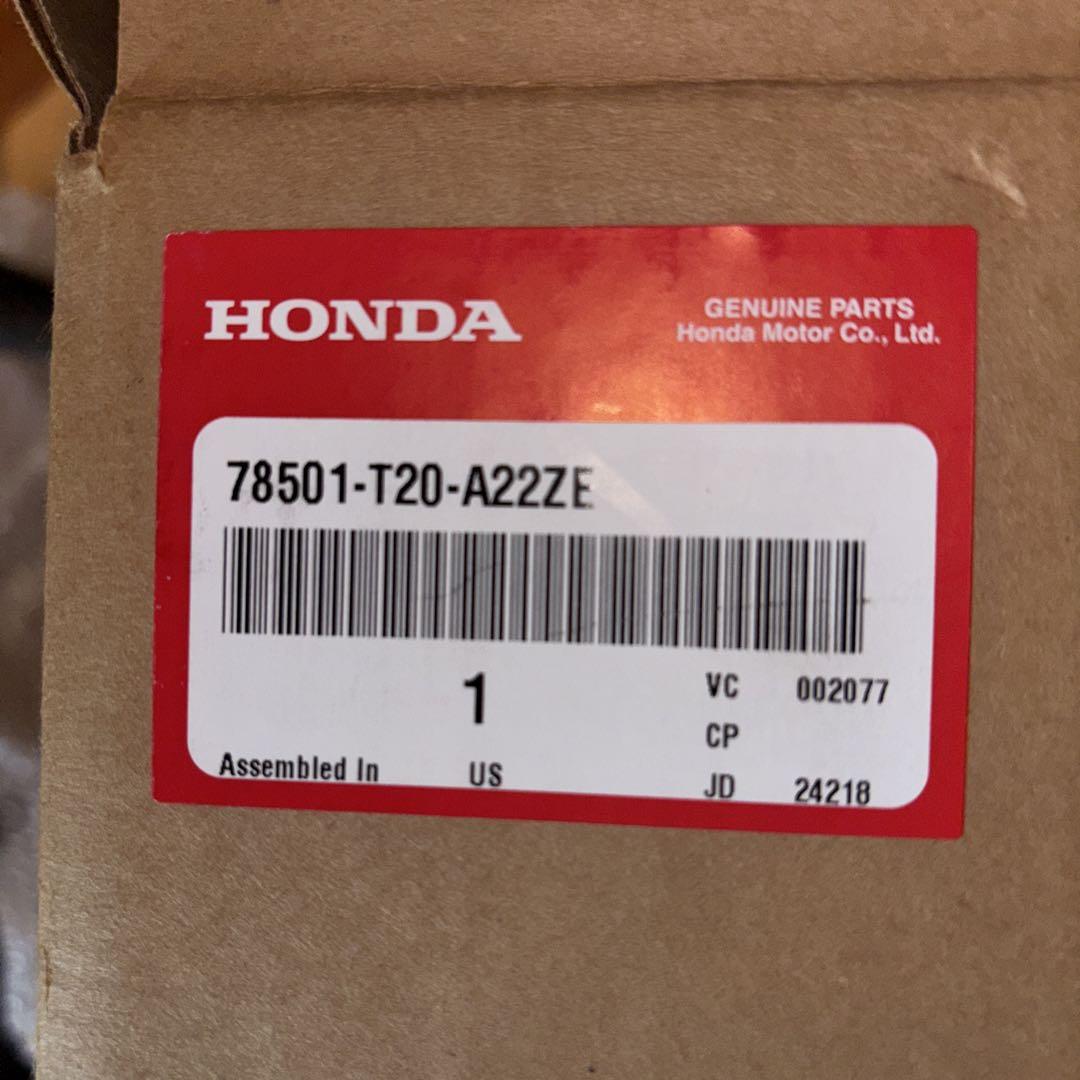 HONDA
GENUINE PARTS
Honda Motor Co., Ltd.
78501-T20-A22ZE
1
VC 002077
CP
Assembled In US
JD 24218